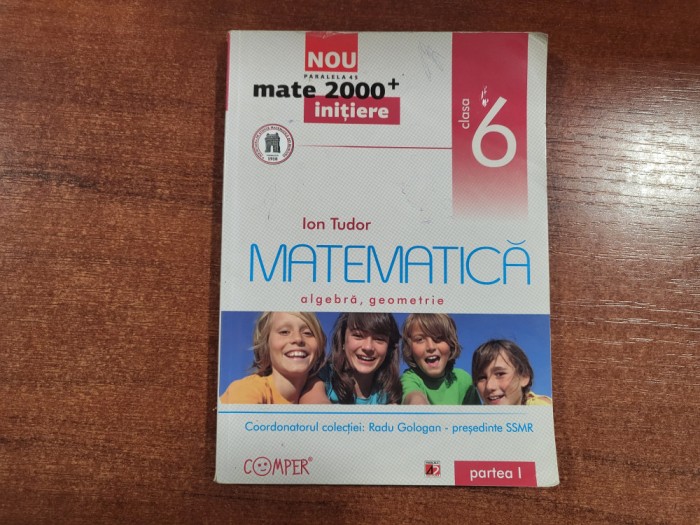 NOU
PARALELA 45
mate 2000+
inițiere
clasa
6
Ion Tudor
MATEMATICĂ
algebră, geometrie
Coordonatorul colecției: Radu Gologan - președinte SSMR
COMPER®
partea I